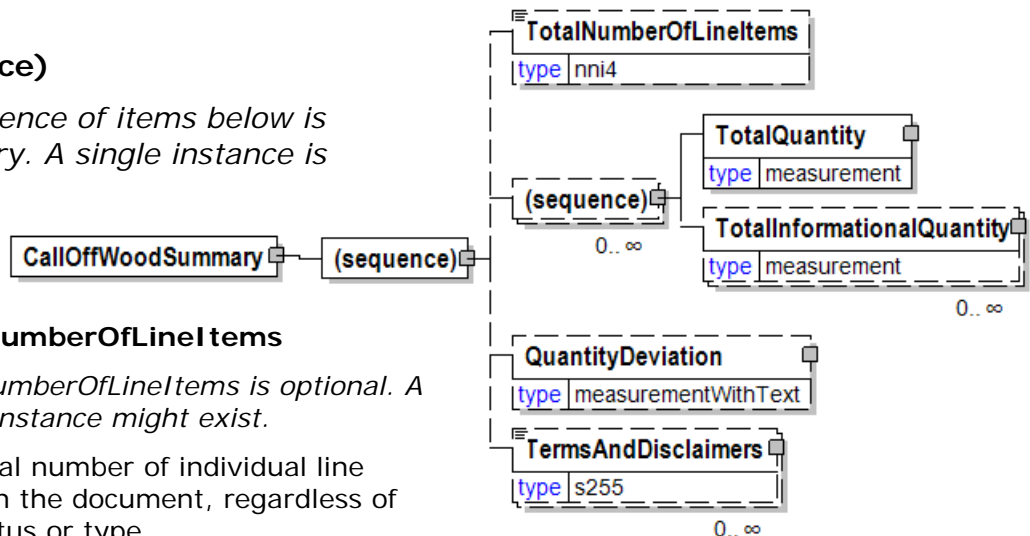 ce)
ence of items below is
ry. A single instance is
CallOffWoodSummary
(sequence)
umberOfLineItems
umberOfLineItems is optional. A
nstance might exist.
al number of individual line
n the document, regardless of
tus or type
TotalNumberOfLineItems
type nni4
(sequence)
0.. ∞
TotalQuantity
type measurement
TotalInformationalQuantity
type measurement
0.. ∞
QuantityDeviation
type measurementWithText
TermsAndDisclaimers
type s255
0.. ∞